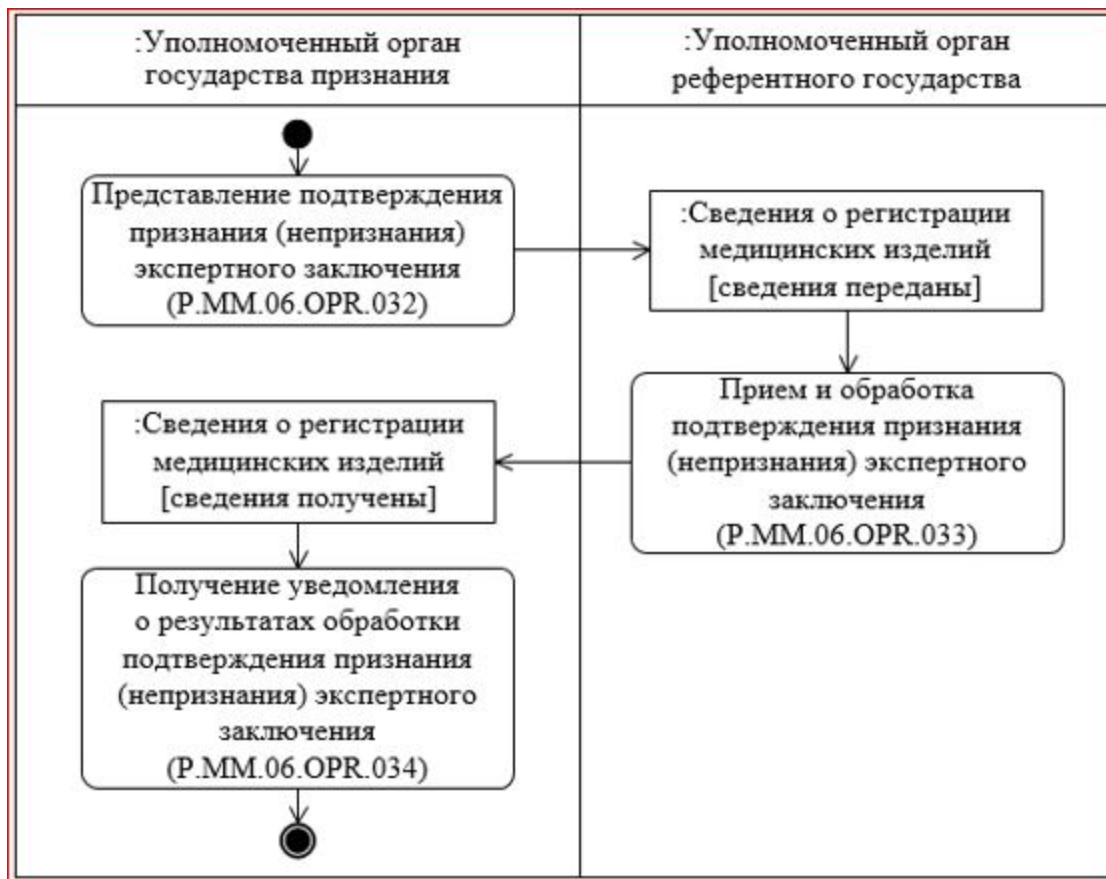 :Уполномоченный орган
государства признания
:Уполномоченный орган
референтного государства
Представление подтверждения
признания (непризнания)
экспертного заключения
(P.MM.06.OPR.032)
:Сведения о регистрации
медицинских изделий
[сведения переданы]
Прием и обработка
подтверждения признания
(непризнания) экспертного
заключения
(P.MM.06.OPR.033)
:Сведения о регистрации
медицинских изделий
[сведения получены]
Получение уведомления
о результатах обработки
подтверждения признания
(непризнания) экспертного
заключения
(P.MM.06.OPR.034)